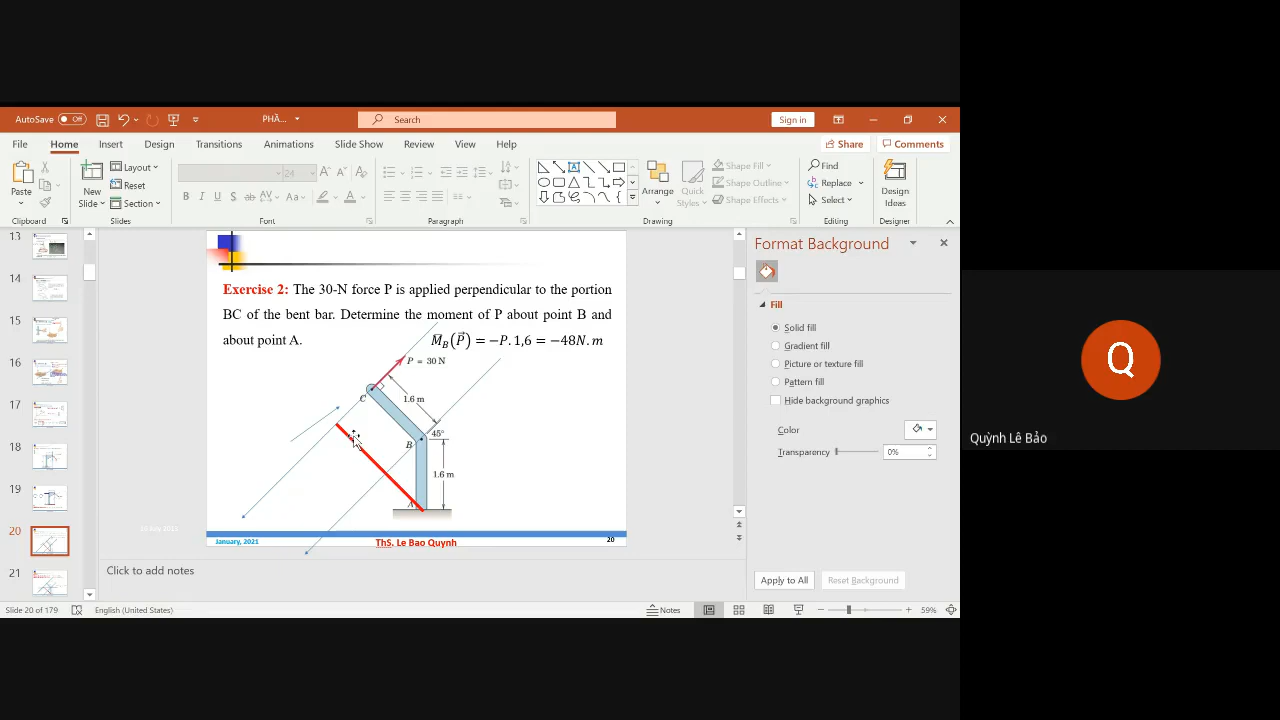 AutoSave Off PHẦ... Search Sign in
File Home Insert Design Transitions Animations Slide Show Review View Help Share Comments
Paste New Slide Layout Reset Section 24 Arrange Quick Styles Shape Fill Shape Outline Shape Effects Find Replace Select Design Ideas
Clipboard Slides Font Paragraph Drawing Editing Designer
13
14
15
16
17
18
19
20
21
Exercise 2: The 30-N force P is applied perpendicular to the portion
BC of the bent bar. Determine the moment of P about point B and
about point A.
M⃗_B(P⃗) = −P. 1,6 = −48N. m
P = 30 N
C
1.6 m
45°
B
1.6 m
A
January, 2021 ThS. Le Bao Quynh 20
Click to add notes
Format Background
Fill
Solid fill
Gradient fill
Picture or texture fill
Pattern fill
Hide background graphics
Color
Transparency 0%
Apply to All Reset Background
Slide 20 of 179 English (United States) Notes 59%
Q
Quỳnh Lê Bảo